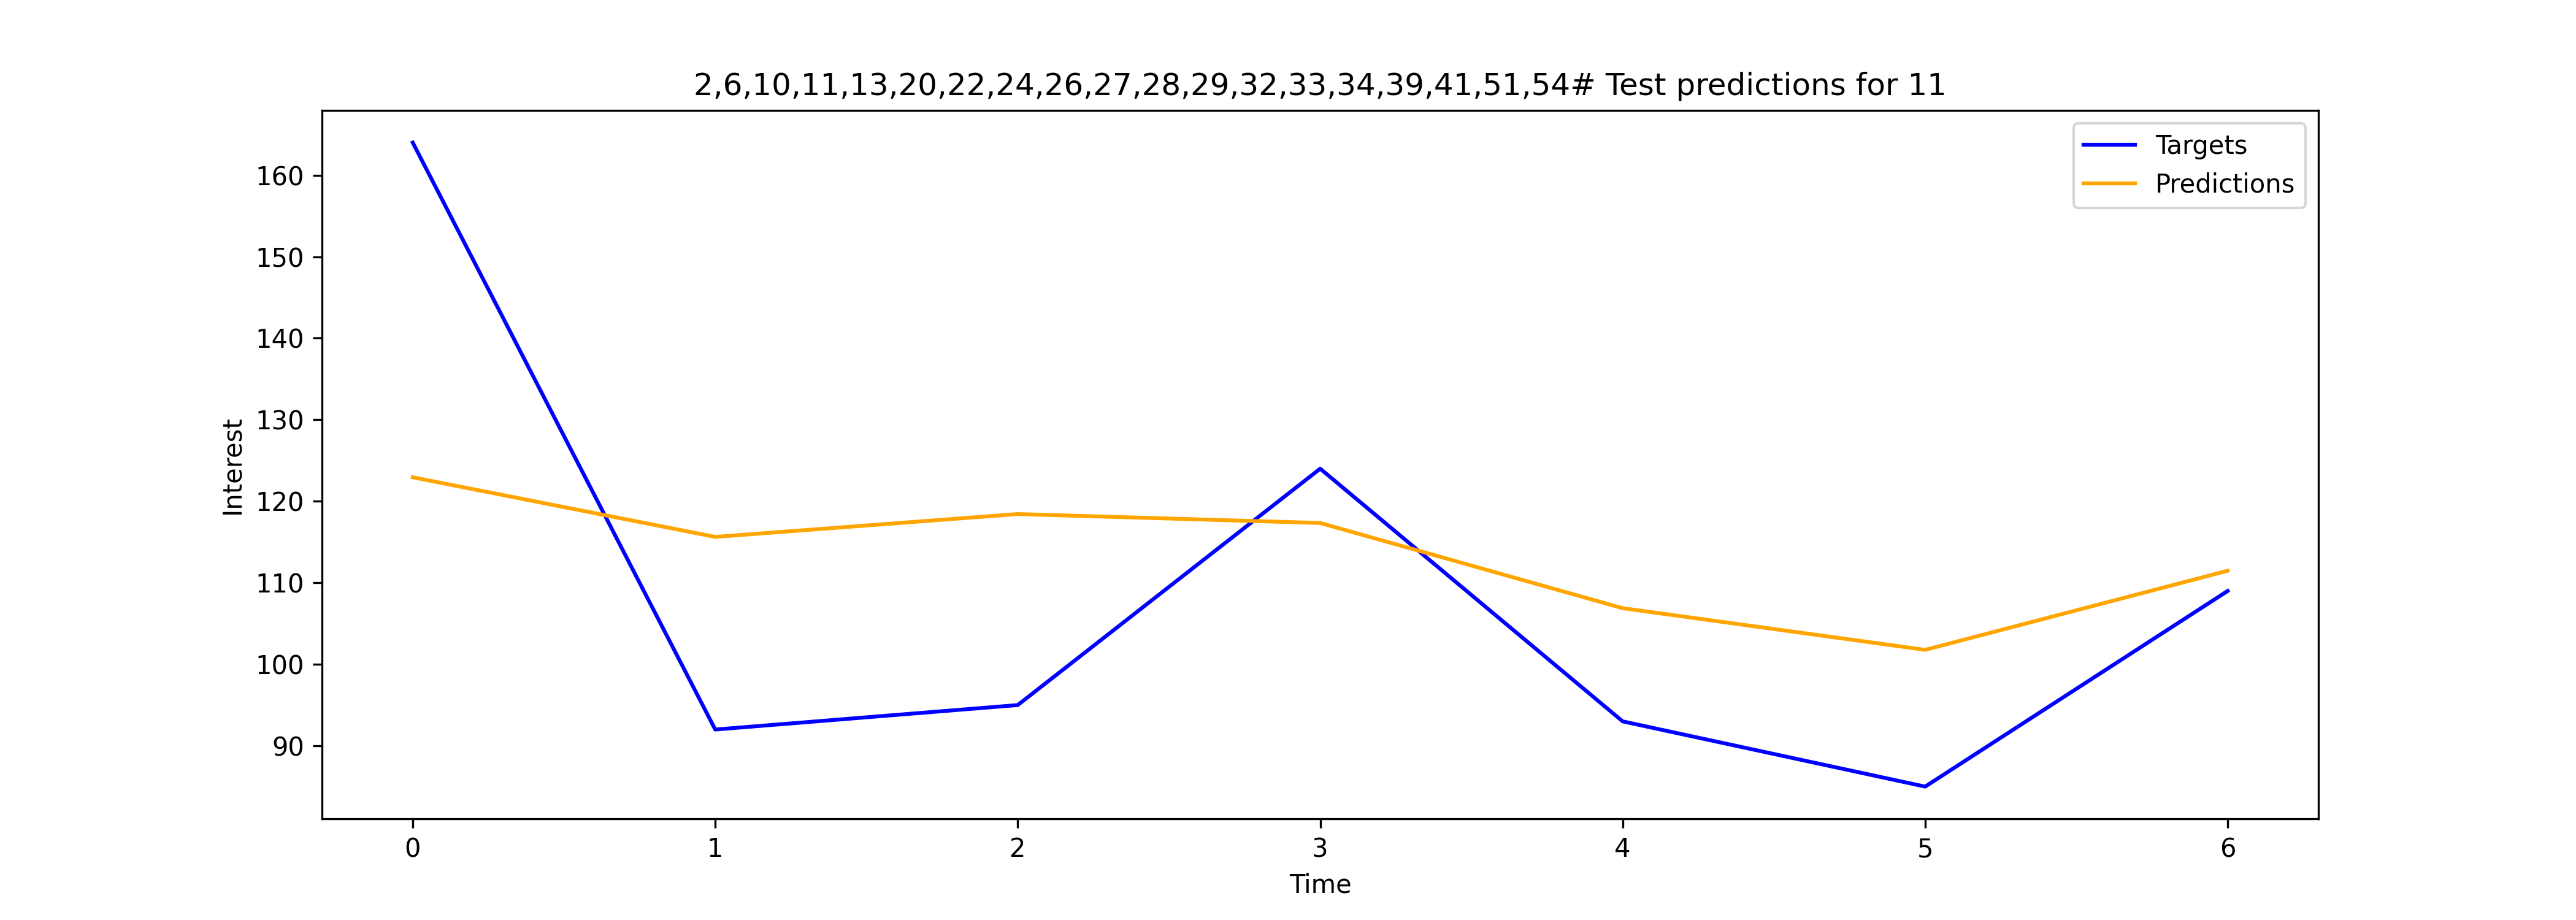 2,6,10,11,13,20,22,24,26,27,28,29,32,33,34,39,41,51,54# Test predictions for 11
Targets
Predictions
160
150
140
130
120
110
100
90
Interest
0 1 2 3 4 5 6
Time